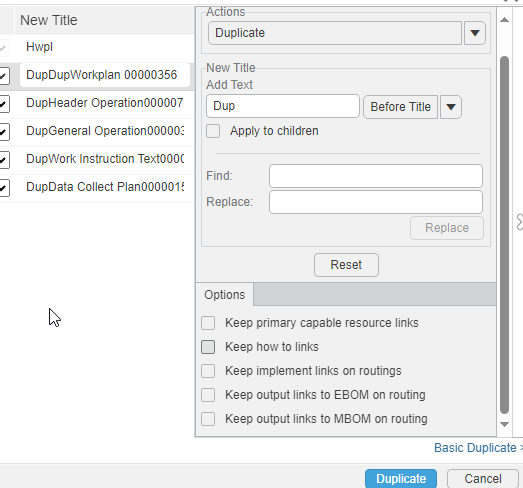 New Title
Hwpl
DupDupWorkplan 00000356
DupHeader Operation000007
DupGeneral Operation000003
DupWork Instruction Text0000
DupData Collect Plan0000015
Actions
Duplicate
New Title
Add Text
Dup
Before Title
Apply to children
Find:
Replace:
Replace
Reset
Options
Keep primary capable resource links
Keep how to links
Keep implement links on routings
Keep output links to EBOM on routing
Keep output links to MBOM on routing
Basic Duplicate >
Duplicate
Cancel